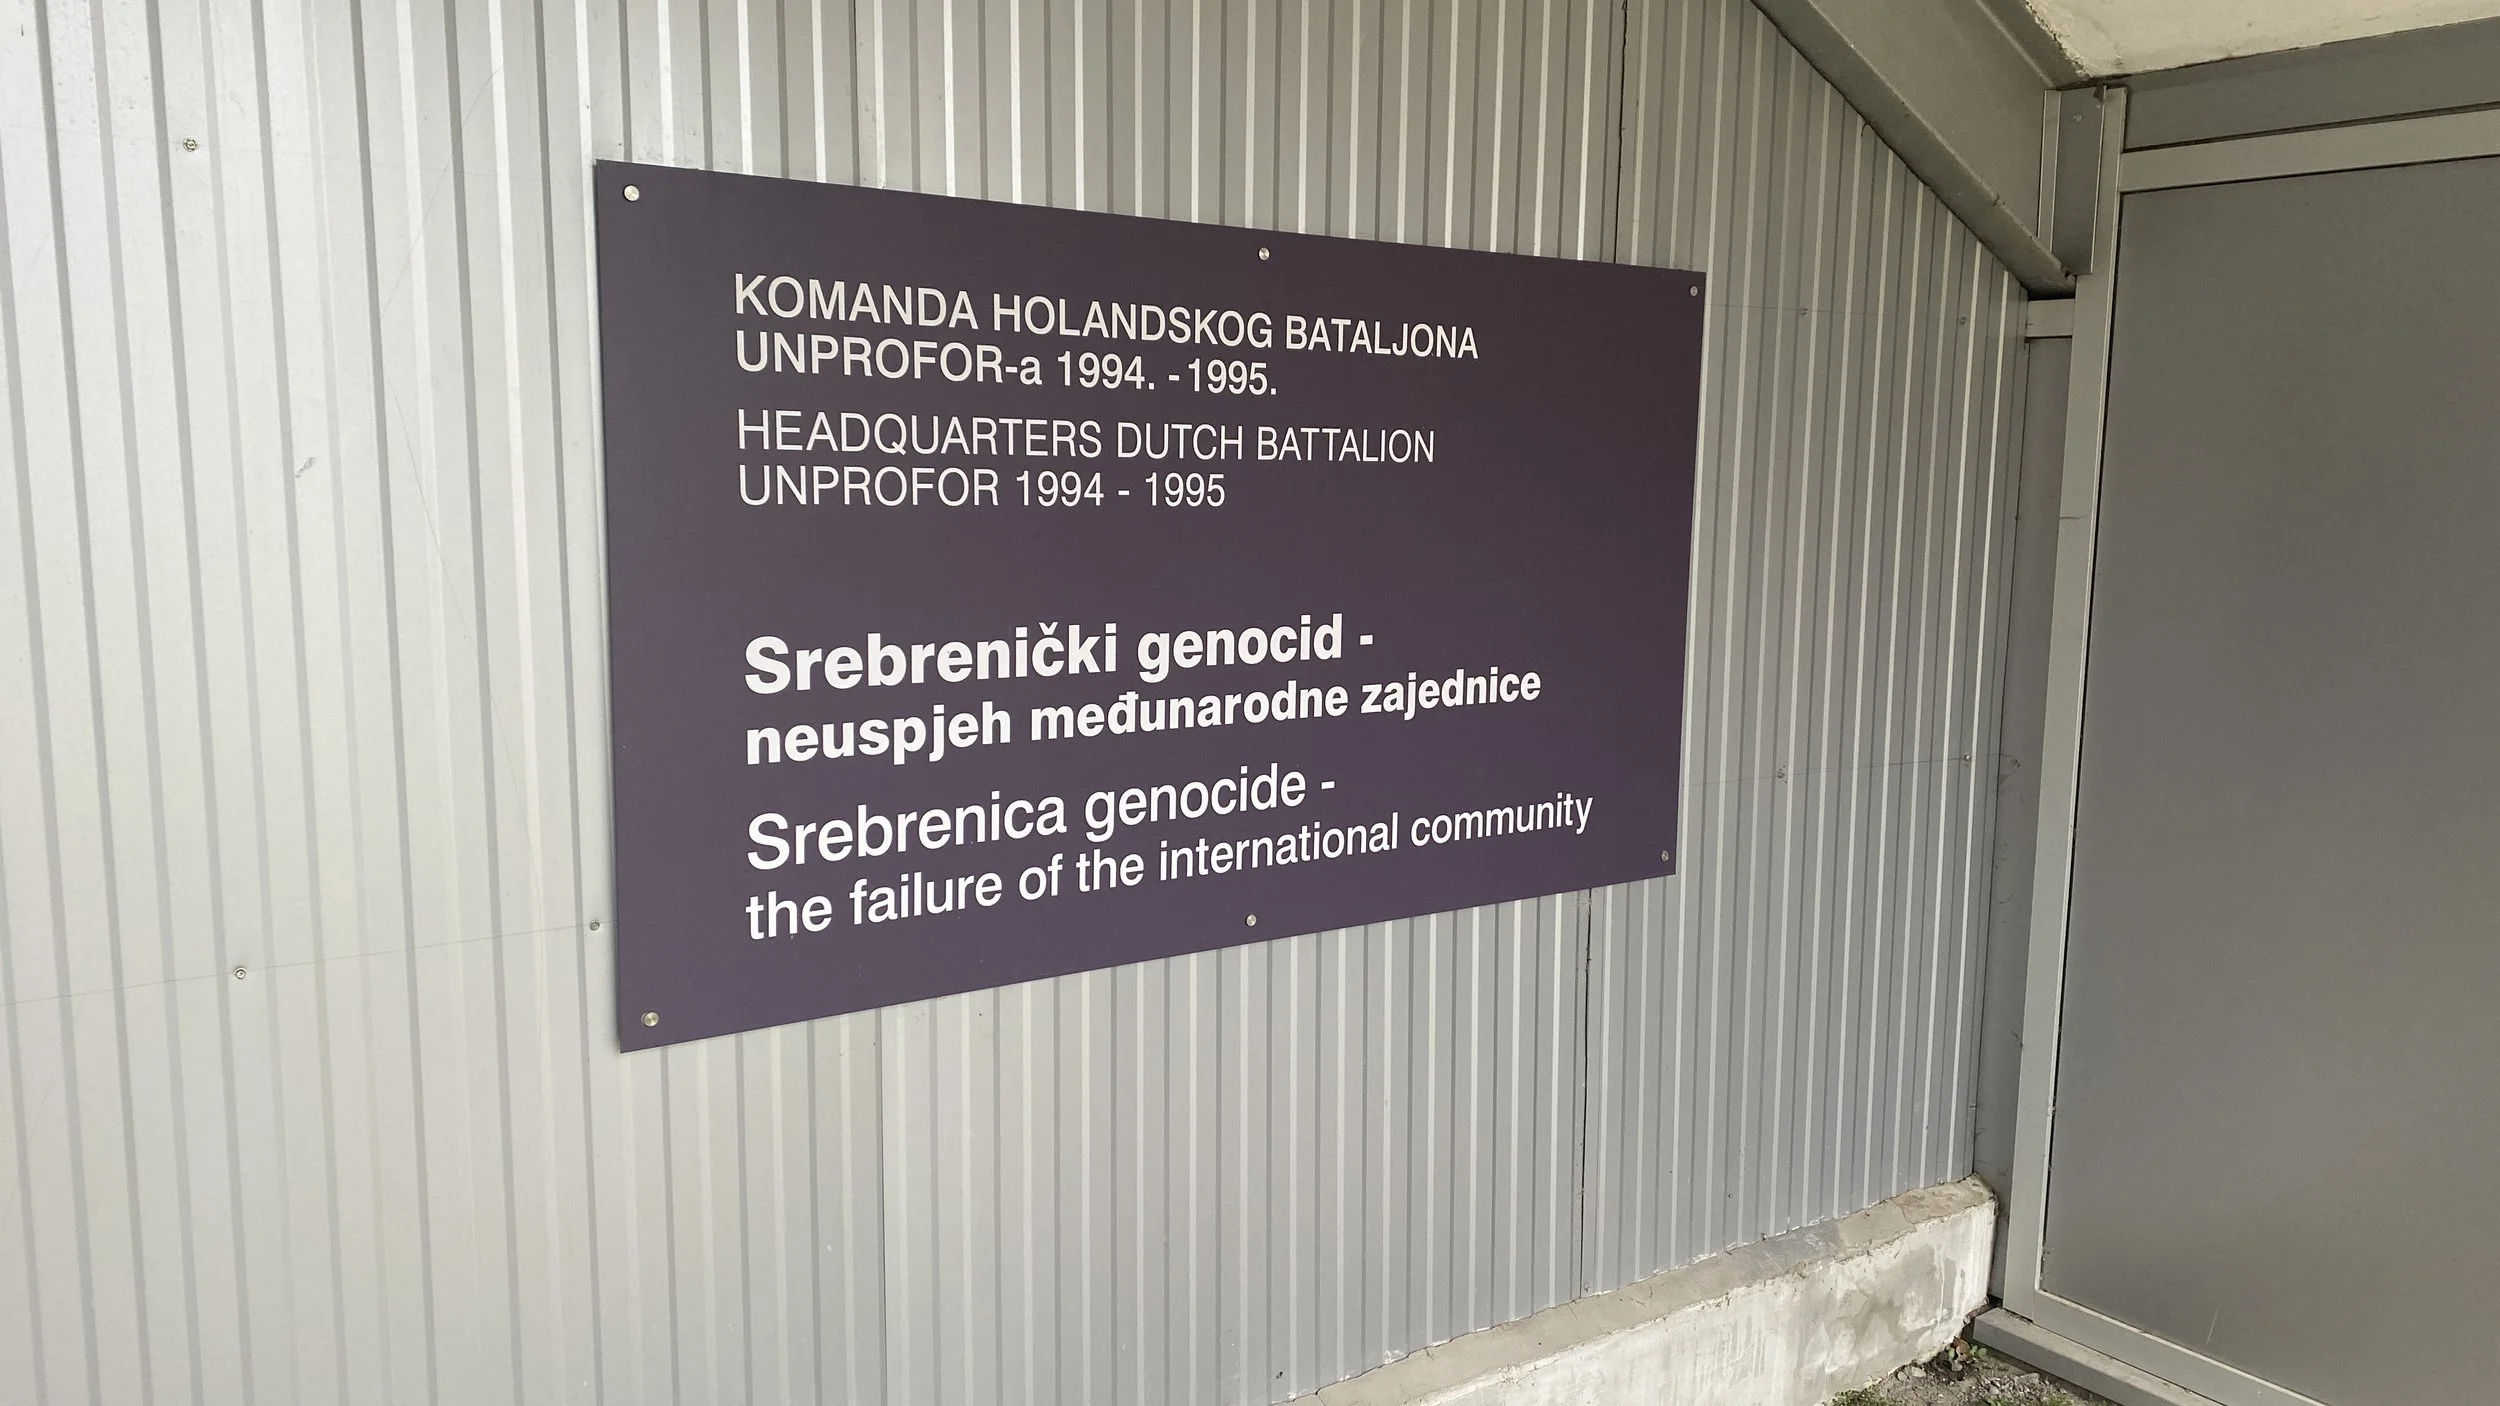 KOMANDA HOLANDSKOG BATALJONA
UNPROFOR-a 1994. - 1995.
HEADQUARTERS DUTCH BATTALION
UNPROFOR 1994 - 1995
Srebrenički genocid -
neuspjeh međunarodne zajednice
Srebrenica genocide -
the failure of the international community